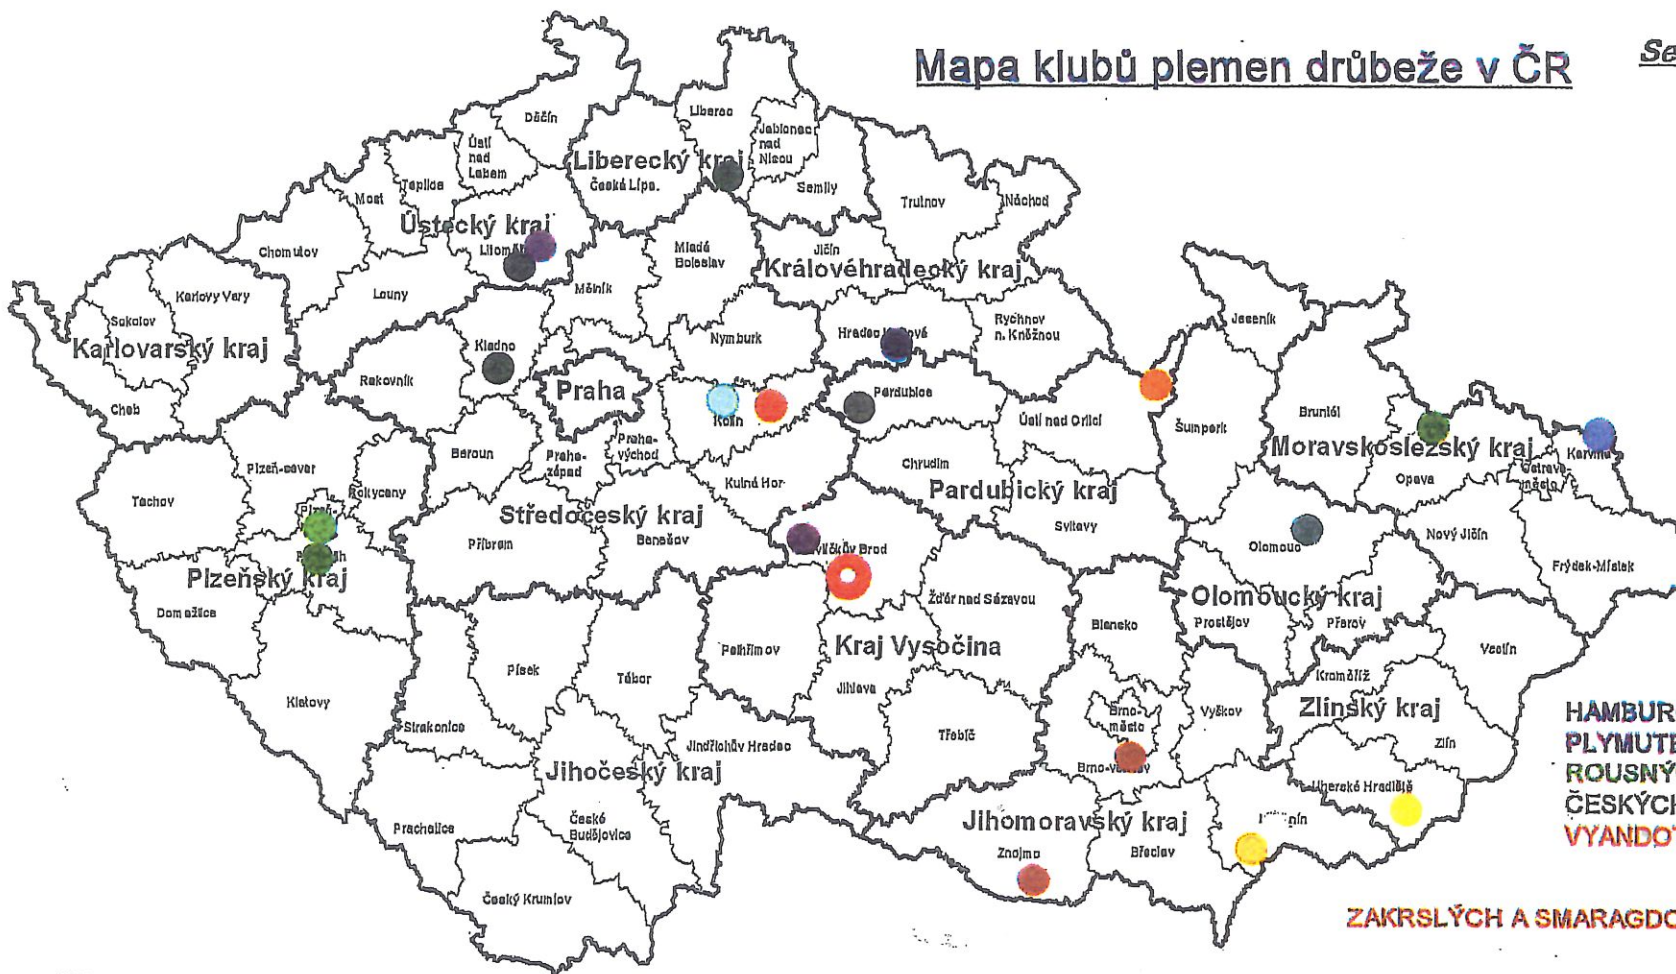 Mapa klubů plemen drůbeže v ČR
Se
Děčín
Liberec
Ústí
nad
Labem
Jablonec
nad
Nisou
Liberecký kraj
Česká Lípa
Semily
Teplice
Most
Trutnov
Náchod
Ústecký kraj
Chomutov
Mladá
Boleslav
Jičín
Královéhradecký kraj
Karlovy Vary
Louny
Mělník
Sokolov
Karlovarský kraj
Kladno
Nymburk
Rychnov
n. Kněžnou
Jeseník
Rakovník
Praha
Pardubice
Cheb
Kolín
Ústí nad Orlicí
Šumperk
Bruntál
Moravskoslezský kraj
Karviná
Plzeň-sever
Beroun
Praha-
východ
Praha-
západ
Chrudim
Ostrava-
město
Opava
Tachov
Rokycany
Kutná Hor
Pardubický kraj
Středočeský kraj
Svitavy
Příbram
Benešov
Olomouc
Nový Jičín
Frýdek-Místek
Plzeňský kraj
Domažlice
Žďár nad Sázavou
Olomoucký kraj
Blansko
Prostějov
Přerov
Pelhřimov
Kraj Vysočina
Vsetín
Písek
Tábor
Jihlava
Kroměříž
Klatovy
Strakonice
Brno-
město
Vyškov
Zlínský kraj
Zlín
Jindřichův Hradec
Třebíč
Jihočeský kraj
Uherské Hradiště
České
Budějovice
Prachatice
Jihomoravský kraj
Znojmo
Břeclav
Český Krumlov
HAMBUR
PLYMUTE
ROUSNÝ
ČESKÝCH
VYANDOT
ZAKRSLÝCH A SMARAGDO